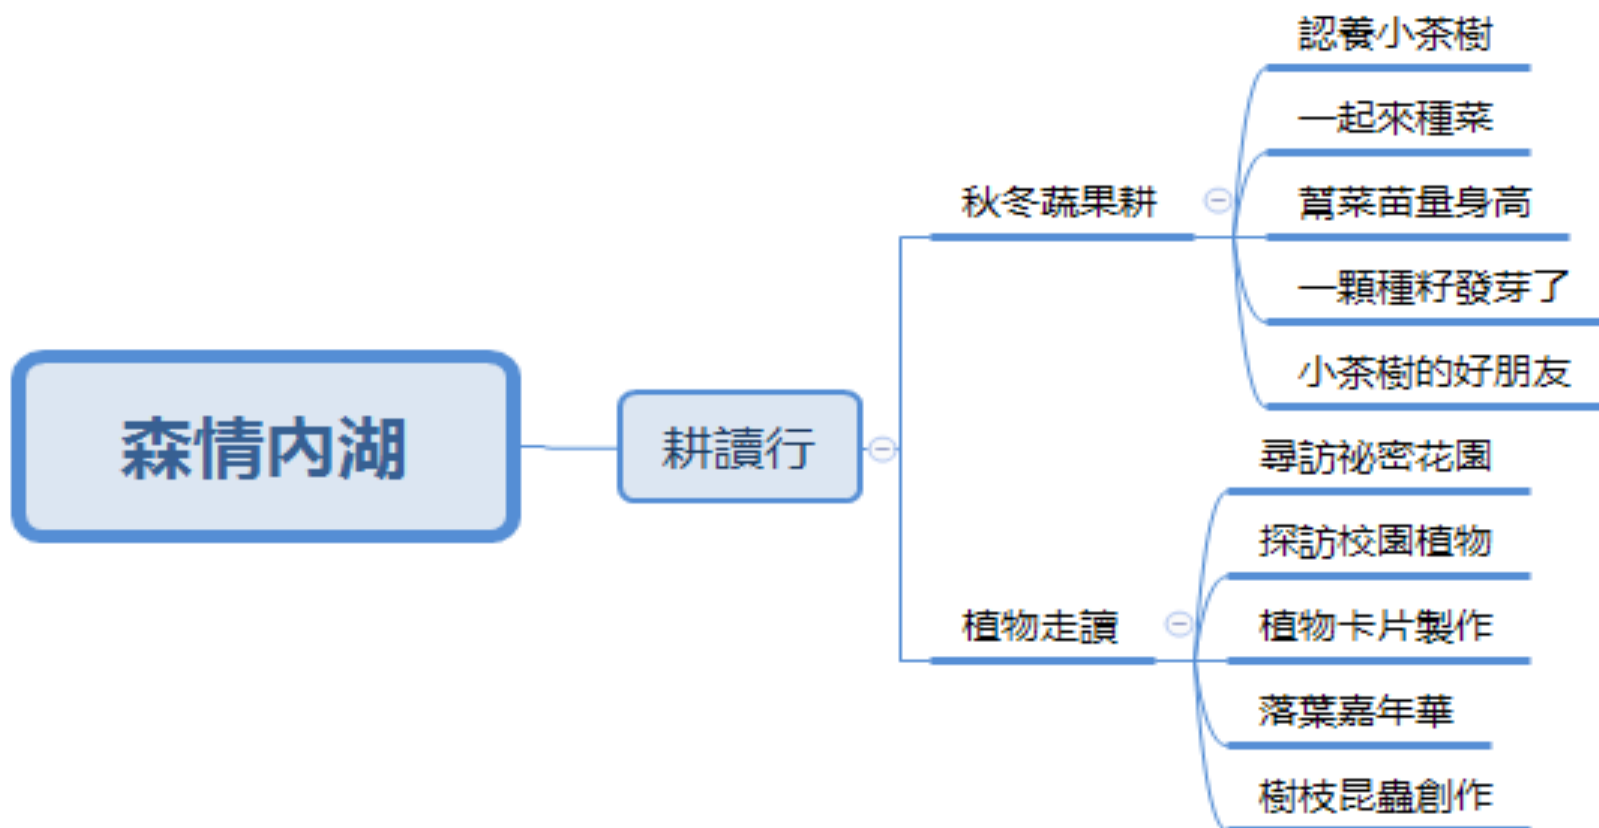 森情內湖
耕讀行
秋冬蔬果耕
認養小茶樹
一起來種菜
幫菜苗量身高
一顆種籽發芽了
小茶樹的好朋友
植物走讀
尋訪祕密花園
探訪校園植物
植物卡片製作
落葉嘉年華
樹枝昆蟲創作